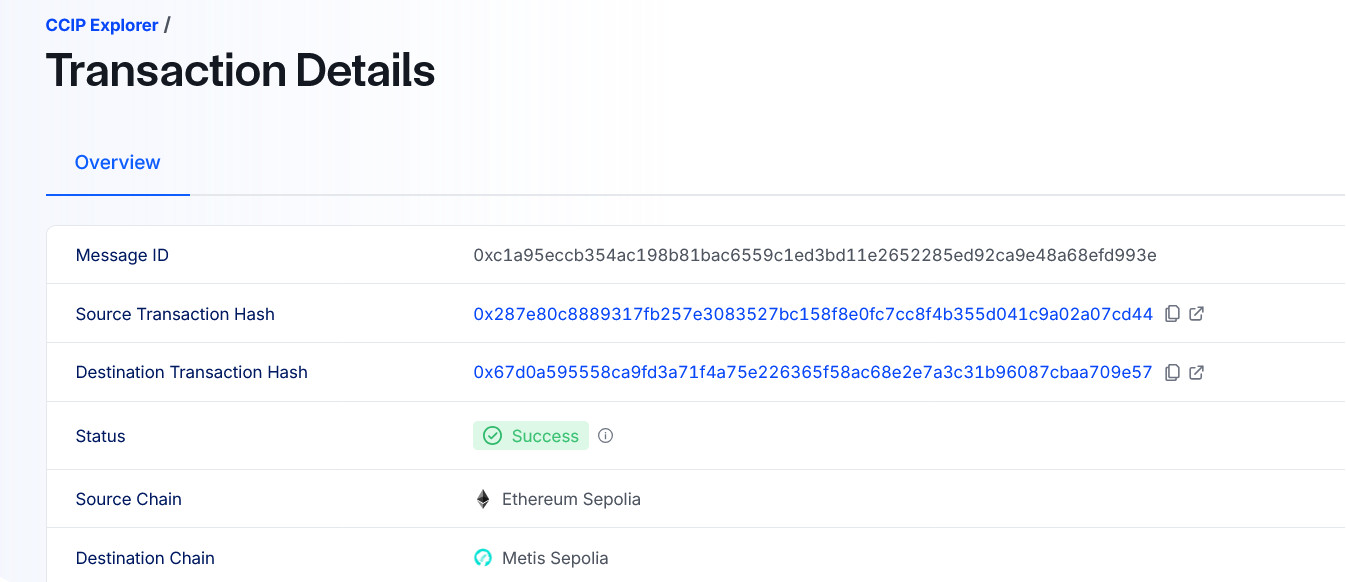 CCIP Explorer /
Transaction Details
Overview
Message ID 0xc1a95eccb354ac198b81bac6559c1ed3bd11e2652285ed92ca9e48a68efd993e
Source Transaction Hash 0x287e80c8889317fb257e3083527bc158f8e0fc7cc8f4b355d041c9a02a07cd44
Destination Transaction Hash 0x67d0a595558ca9fd3a71f4a75e226365f58ac68e2e7a3c31b96087cbaa709e57
Status Success
Source Chain Ethereum Sepolia
Destination Chain Metis Sepolia